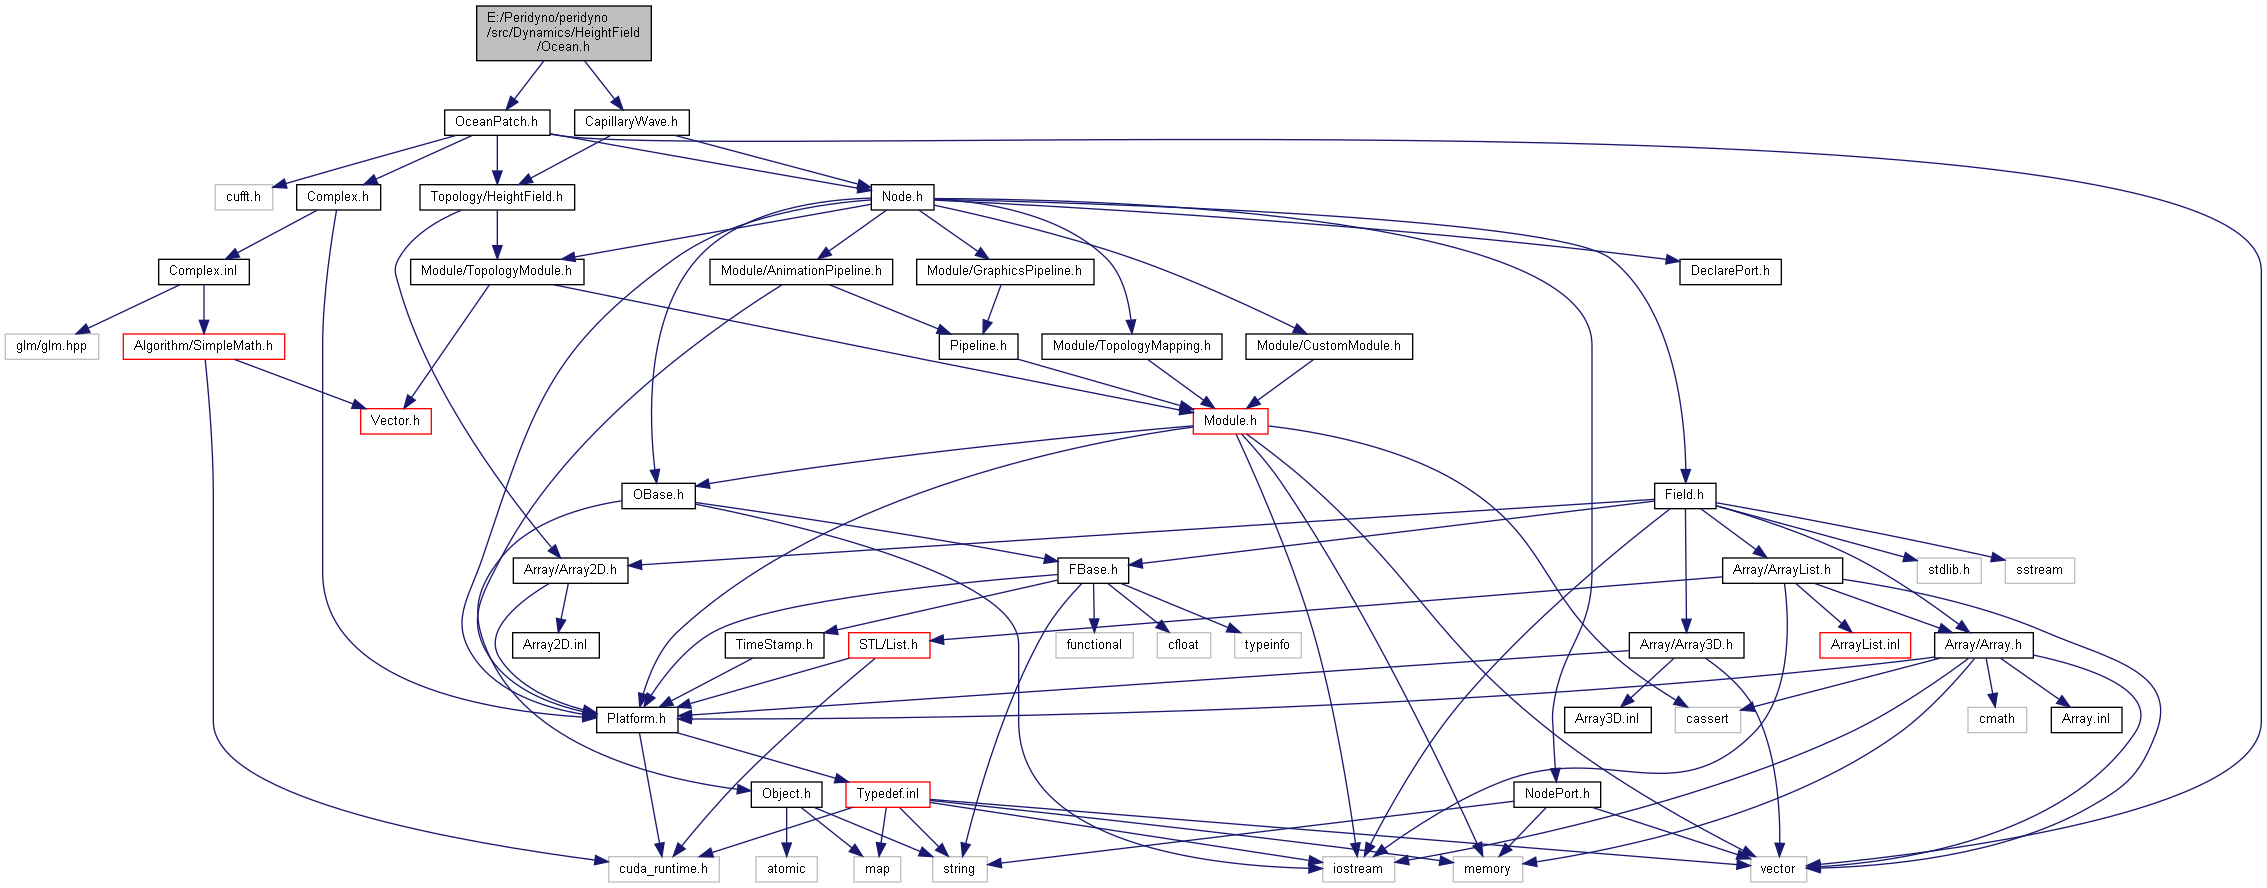 E:/Peridyno/peridyno
/src/Dynamics/HeightField
/Ocean.h
OceanPatch.h
CapillaryWave.h
cufft.h
Complex.h
Topology/HeightField.h
Node.h
Complex.inl
Module/TopologyModule.h
Module/AnimationPipeline.h
Module/GraphicsPipeline.h
DeclarePort.h
glm/glm.hpp
Algorithm/SimpleMath.h
Pipeline.h
Module/TopologyMapping.h
Module/CustomModule.h
Vector.h
Module.h
OBase.h
Field.h
Array/Array2D.h
FBase.h
Array/ArrayList.h
stdlib.h
sstream
Array2D.inl
TimeStamp.h
STL/List.h
functional
cfloat
typeinfo
Array/Array3D.h
ArrayList.inl
Array/Array.h
Platform.h
Array3D.inl
cassert
cmath
Array.inl
Object.h
Typedef.inl
NodePort.h
cuda_runtime.h
atomic
map
string
iostream
memory
vector